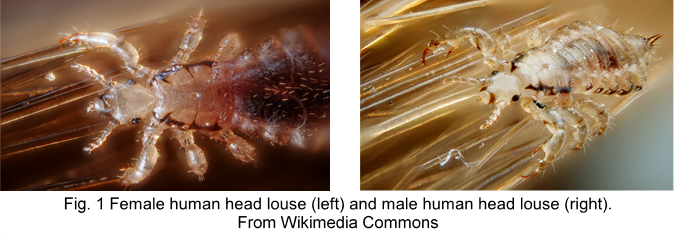 Fig. 1 Female human head louse (left) and male human head louse (right).
From Wikimedia Commons